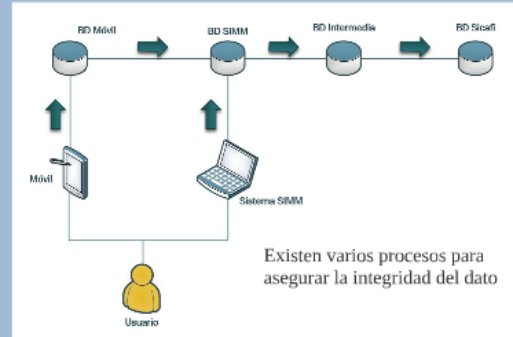 BD Móvil
BD SIMM
BD Intermedia
BD Sicafi
Móvil
Sistema SIMM
Existen varios procesos para
asegurar la integridad del dato
Usuario